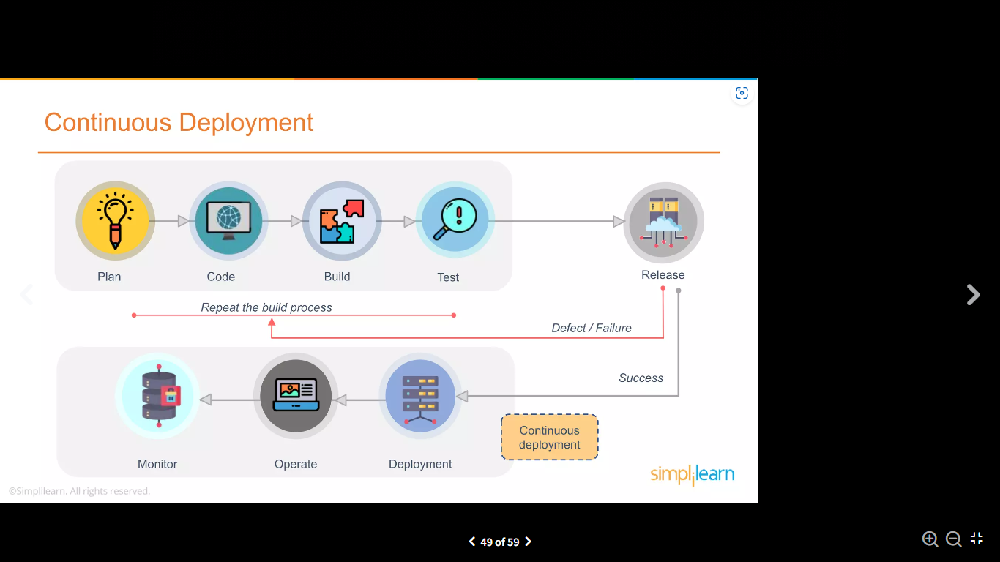 Continuous Deployment
Plan
Code
Build
Test
Release
Repeat the build process
Defect / Failure
Success
Continuous
deployment
Monitor
Operate
Deployment
simplilearn
©Simplilearn. All rights reserved.
49 of 59